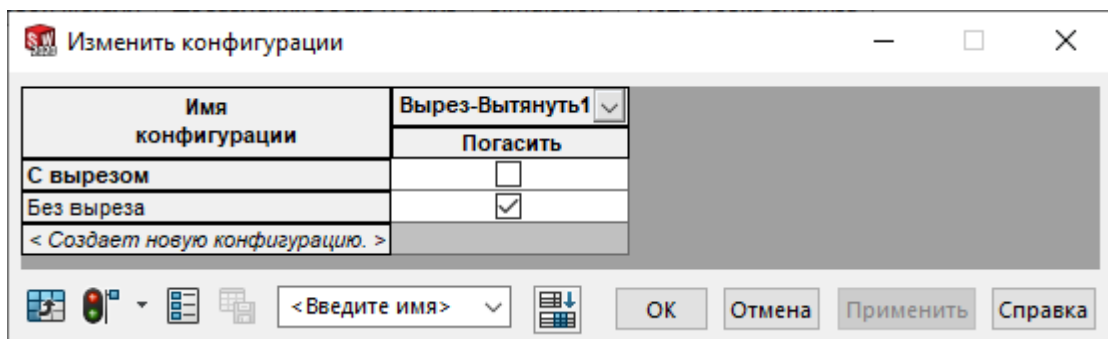 Изменить конфигурации
Имя конфигурации
Вырез-Вытянуть1
Погасить
С вырезом
Без выреза
< Создает новую конфигурацию. >
<Введите имя>
OK
Отмена
Применить
Справка